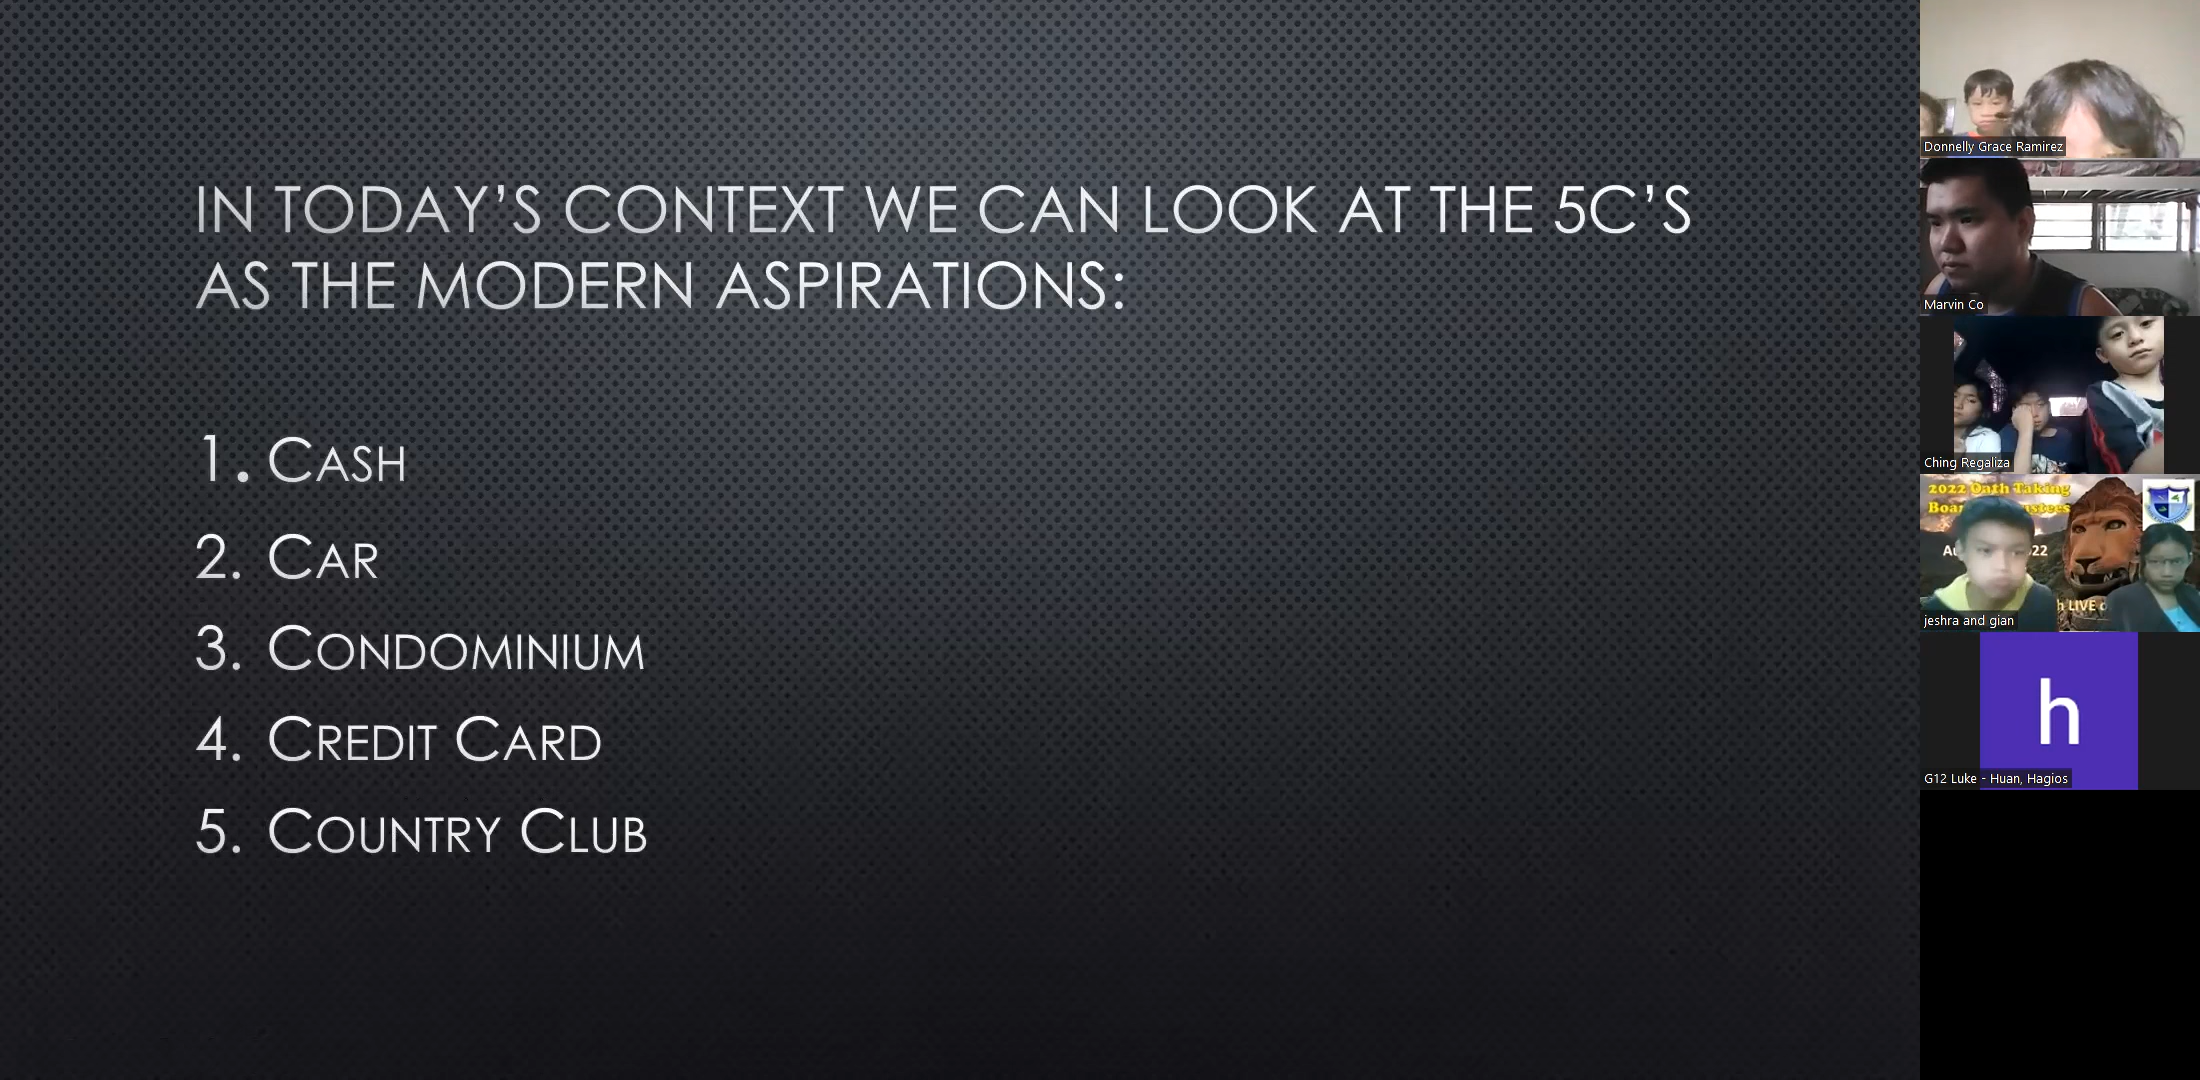 IN TODAY’S CONTEXT WE CAN LOOK AT THE 5C’S
AS THE MODERN ASPIRATIONS:
1. CASH
2. CAR
3. CONDOMINIUM
4. CREDIT CARD
5. COUNTRY CLUB
Donnelly Grace Ramirez
Marvin Co
Ching Regaliza
2022 Oath Taking
22
LIVE
jeshra and gian
h
G12 Luke - Huan, Hagios